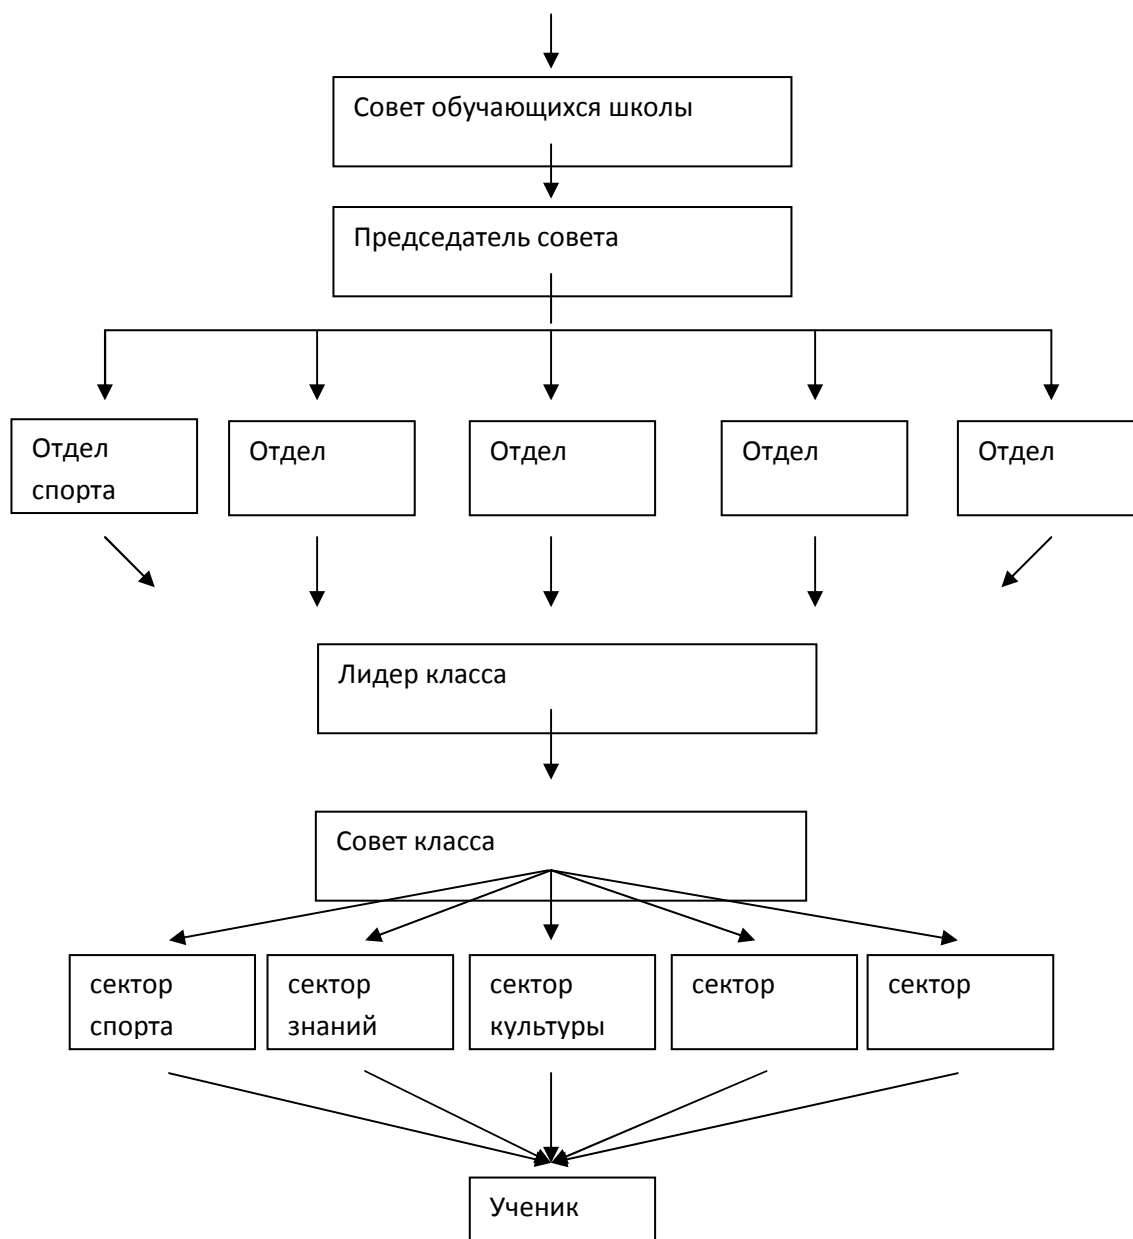 Совет обучающихся школы
Председатель совета
Отдел
спорта
Отдел
Отдел
Отдел
Отдел
Лидер класса
Совет класса
сектор
спорта
сектор
знаний
сектор
культуры
сектор
сектор
Ученик